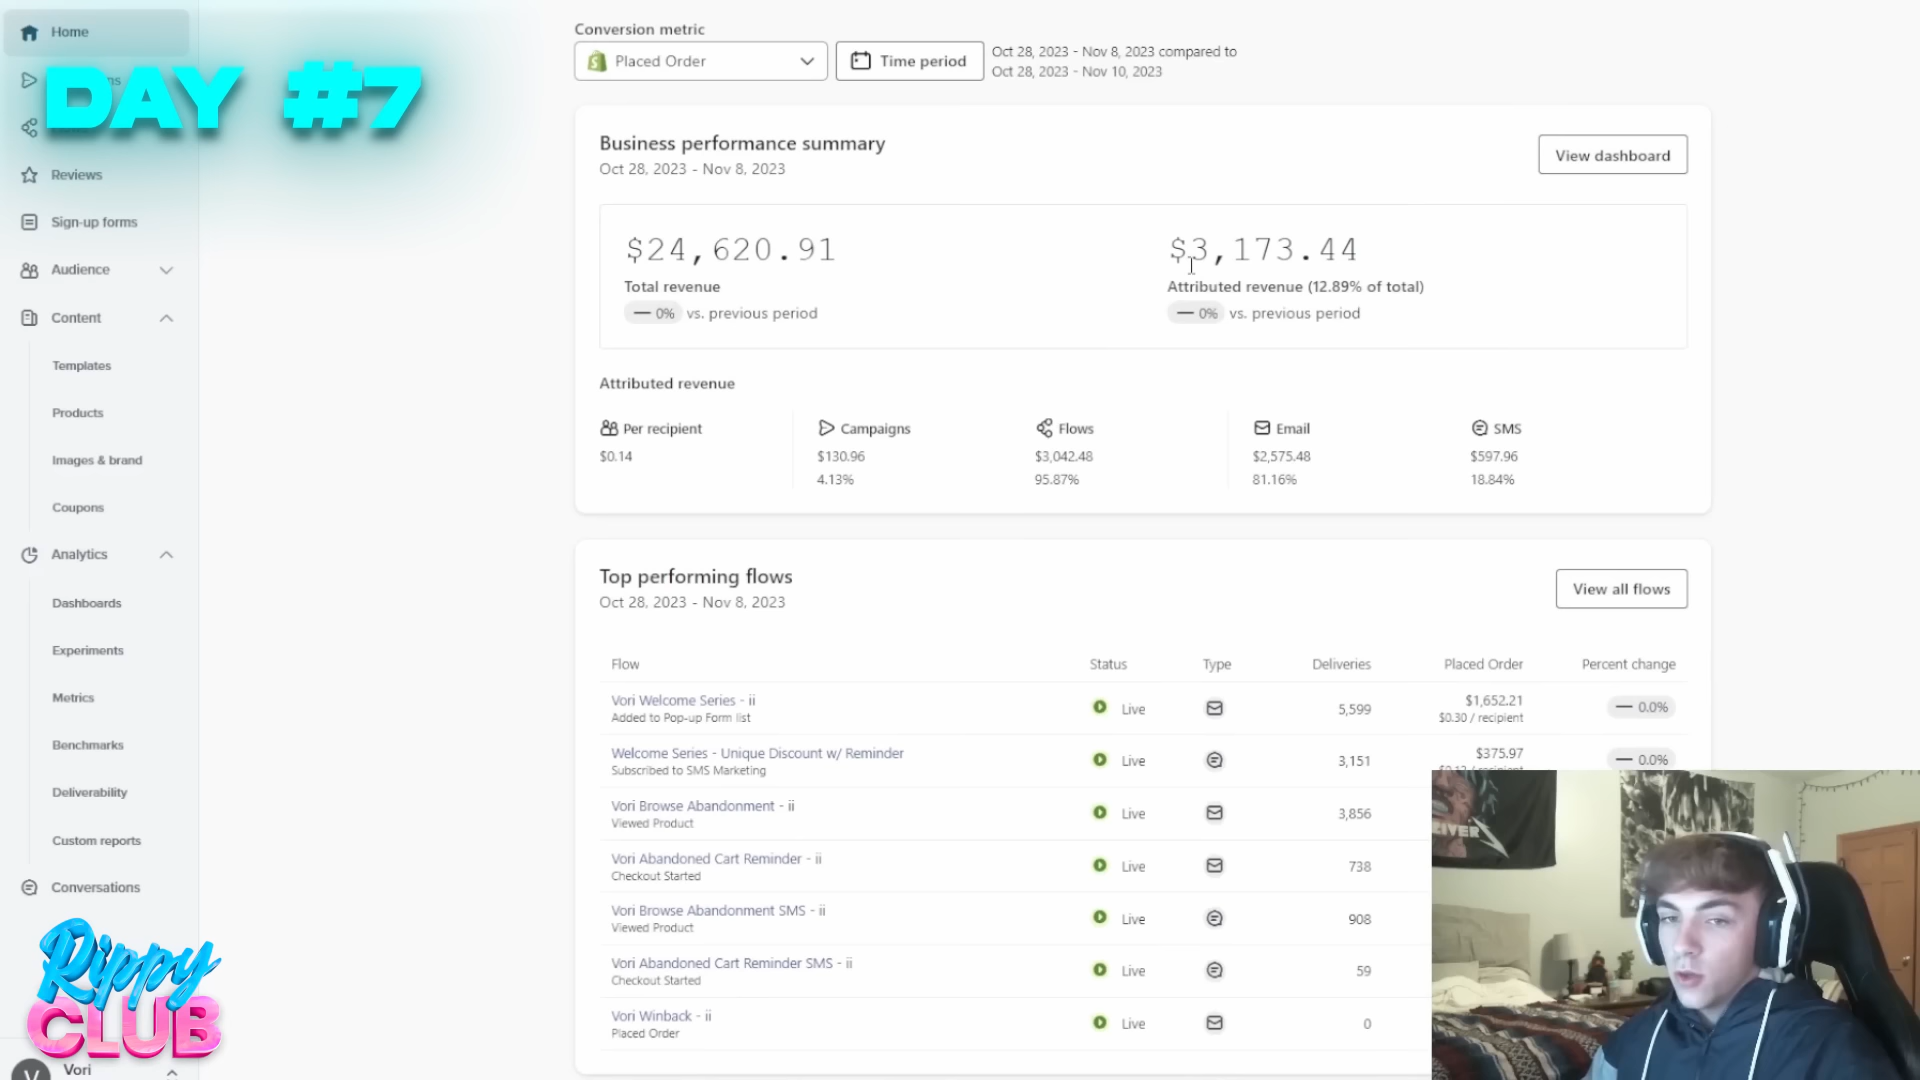 Home
DAY #7
Reviews
Sign-up forms
Audience
Content
Templates
Products
Images & brand
Coupons
Analytics
Dashboards
Experiments
Metrics
Benchmarks
Deliverability
Custom reports
Conversations
Rippy
CLUB
V
Vori
Conversion metric
Placed Order
Time period
Oct 28, 2023 - Nov 8, 2023 compared to
Oct 28, 2023 - Nov 10, 2023
Business performance summary
Oct 28, 2023 - Nov 8, 2023
View dashboard
$24,620.91
Total revenue
0% vs. previous period
$3,173.44
Attributed revenue (12.89% of total)
0% vs. previous period
Attributed revenue
Per recipient
$0.14
Campaigns
$130.96
4.13%
Flows
$3,042.48
95.87%
Email
$2,575.48
81.16%
SMS
$597.96
18.84%
Top performing flows
Oct 28, 2023 - Nov 8, 2023
View all flows
Flow Status Type Deliveries Placed Order Percent change
Vori Welcome Series - ii Live 5,599 $1,652.21 0.0%
Added to Pop-up Form list $0.30 / recipient
Welcome Series - Unique Discount w/ Reminder Live 3,151 $375.97 0.0%
Subscribed to SMS Marketing
Vori Browse Abandonment - ii Live 3,856
Viewed Product
Vori Abandoned Cart Reminder - ii Live 738
Checkout Started
Vori Browse Abandonment SMS - ii Live 908
Viewed Product
Vori Abandoned Cart Reminder SMS - ii Live 59
Checkout Started
Vori Winback - ii Live 0
Placed Order